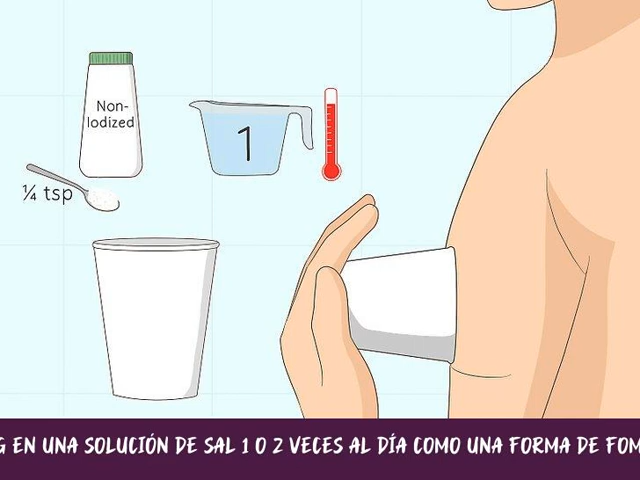 Non-
Iodized
1
¼ tsp
G EN UNA SOLUCIÓN DE SAL 1 O 2 VECES AL DÍA COMO UNA FORMA DE FOM